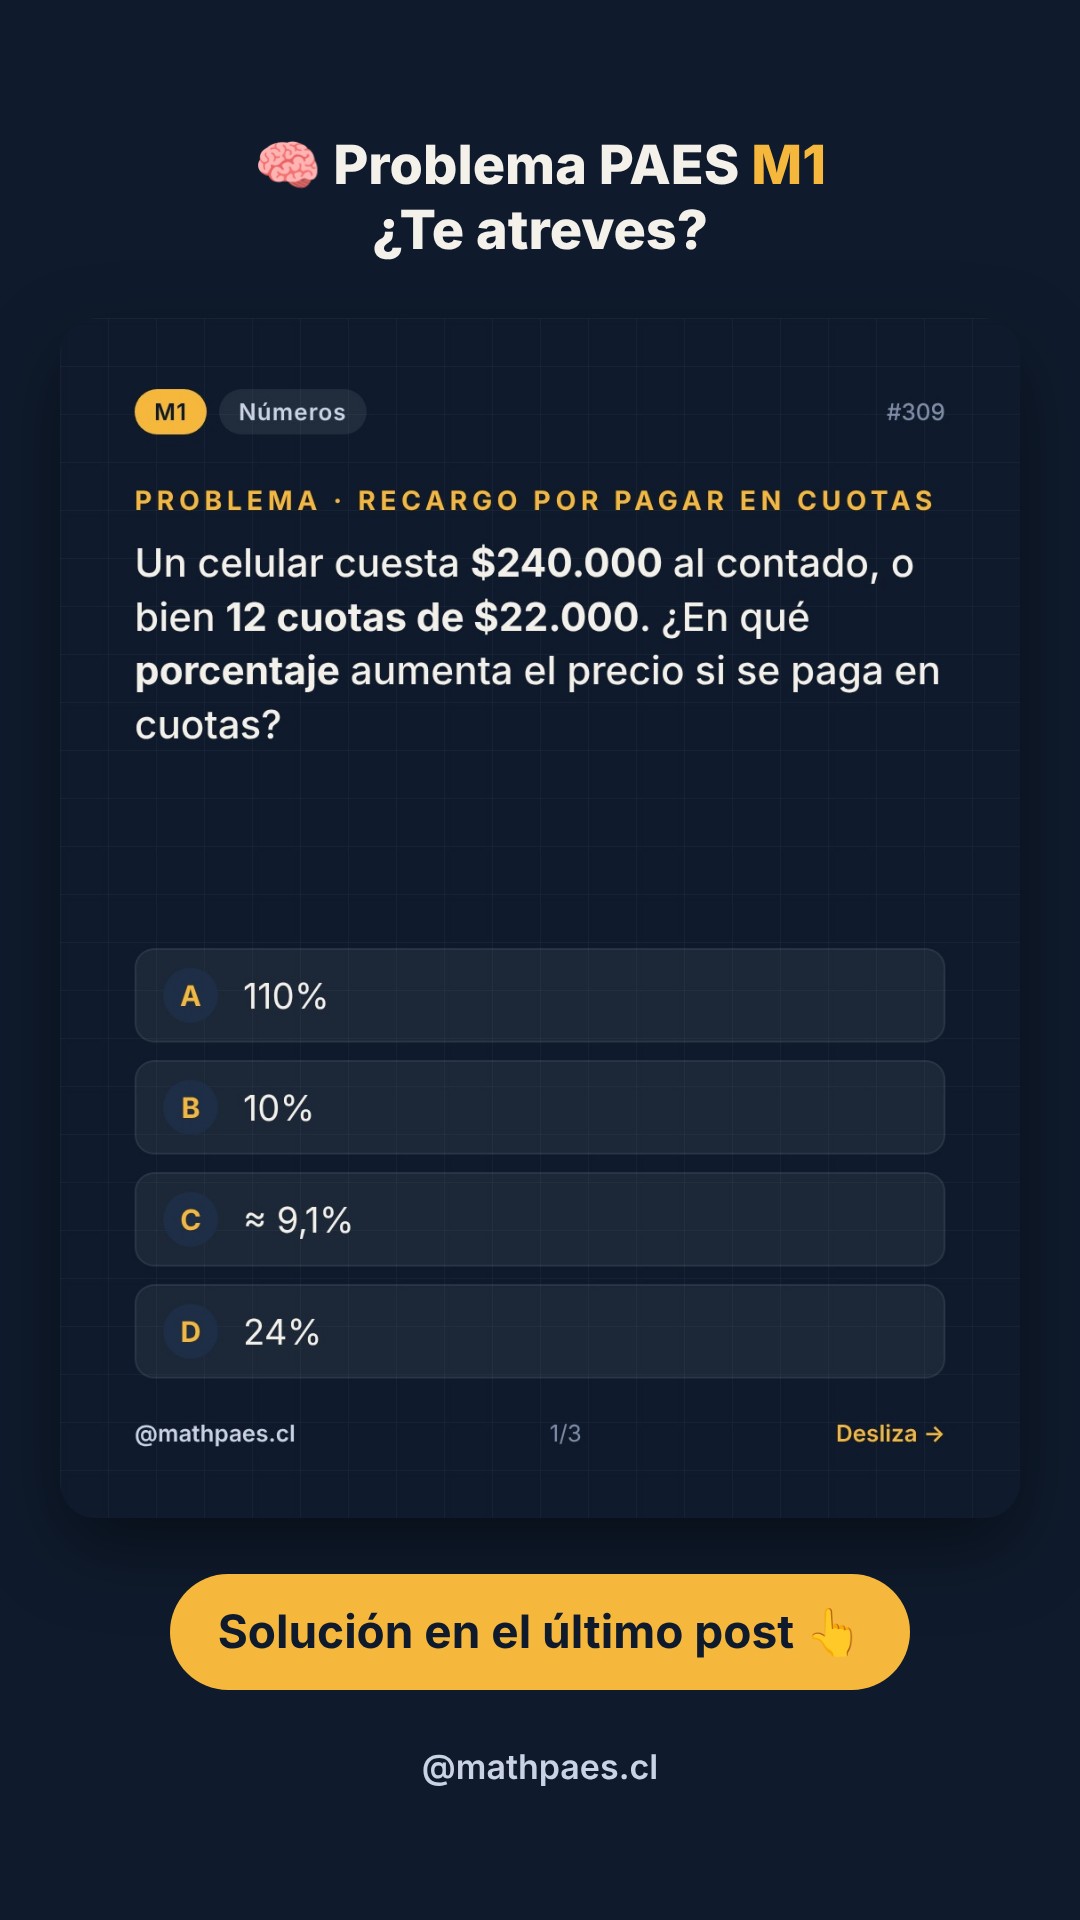 🧠 Problema PAES M1
¿Te atreves?
M1 Números #309
PROBLEMA · RECARGO POR PAGAR EN CUOTAS
Un celular cuesta $240.000 al contado, o
bien 12 cuotas de $22.000. ¿En qué
porcentaje aumenta el precio si se paga en
cuotas?
A 110%
B 10%
C ≈ 9,1%
D 24%
@mathpaes.cl 1/3 Desliza →
Solución en el último post 👆
@mathpaes.cl